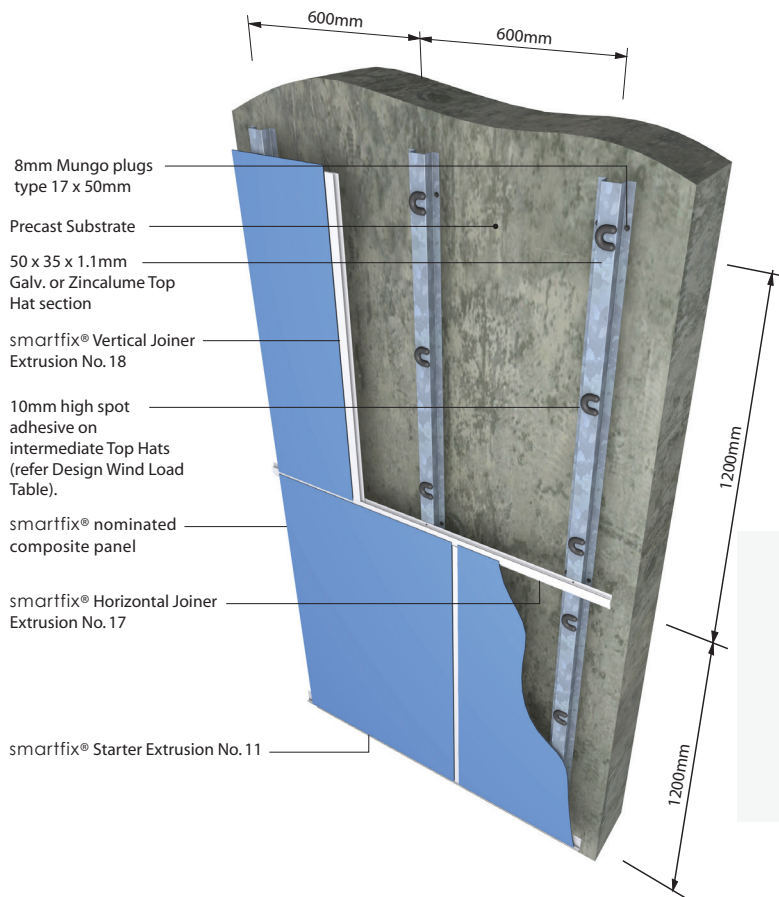 600mm
600mm
8mm Mungo plugs
type 17 x 50mm
Precast Substrate
50 x 35 x 1.1mm
Galv. or Zincalume Top
Hat section
smartfix® Vertical Joiner
Extrusion No. 18
10mm high spot
adhesive on
intermediate Top Hats
(refer Design Wind Load
Table).
smartfix® nominated
composite panel
smartfix® Horizontal Joiner
Extrusion No. 17
smartfix® Starter Extrusion No. 11
1200mm
1200mm